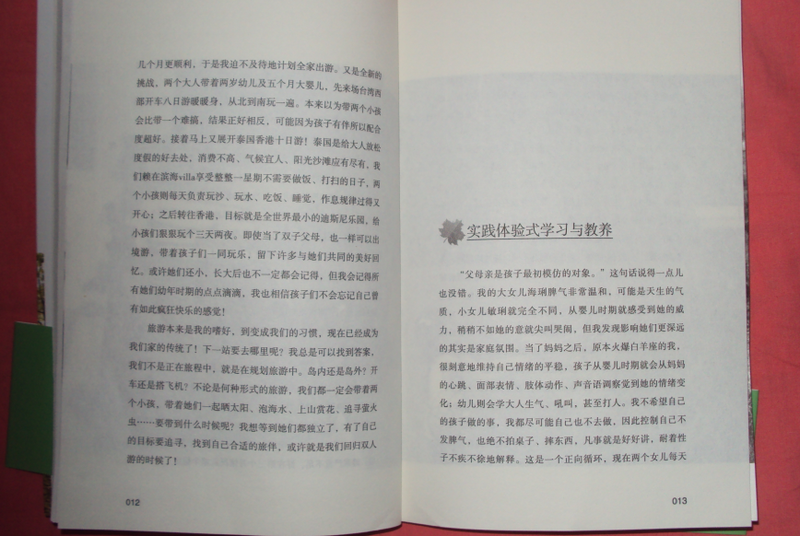 几个月更顺利，于是我迫不及待地计划全家出游。又是全新的
挑战，两个大人带着两岁幼儿及五个月大婴儿，先来场台湾西
部开车八日游暖暖身，从北到南玩一遍。本来以为带两个小孩
会比带一个难搞，结果正好相反，可能因为孩子有伴所以配合
度超好。接着马上又展开泰国香港十日游！泰国是给大人放松
度假的好去处，消费不高、气候宜人、阳光沙滩应有尽有，我
们赖在滨海villa享受整整一星期不需要做饭、打扫的日子，两
个小孩则每天负责玩沙、玩水、吃饭、睡觉，作息规律过得又
开心；之后转往香港，目标就是全世界最小的迪斯尼乐园，给
小孩们狠狠玩个三天两夜。即使当了双子父母，也一样可以出
境游，带着孩子们一同玩乐，留下许多与她们共同的美好回
忆。或许她们还小，长大后也不一定都会记得，但我会记得所
有她们幼年时期的点点滴滴，我也相信孩子们不会忘记自己曾
有如此疯狂快乐的感觉！
旅游本来是我的嗜好，到变成我们的习惯，现在已经成为
我们家的传统了！下一站要去哪里呢？我总是可以找到答案。
我们不是正在旅程中，就是在规划旅游中。岛内还是岛外？开
车还是搭飞机？不论是何种形式的旅游，我们都一定会带着两
个小孩，带着她们一起晒太阳、泡海水、上山赏花、追寻萤火
虫……要带到什么时候呢？我想等到她们都独立了，有了自己
的目标要追寻，找到自己合适的旅伴，或许就是我们回归双人
游的时候了！
012
实践体验式学习与教养
“父母亲是孩子最初模仿的对象。”这句话说得一点儿
也没错。我的大女儿海琍脾气非常温和，可能是天生的气
质，小女儿敏琍就完全不同，从婴儿时期就感受到她的威
力，稍稍不如她的意就尖叫哭闹，但我发现影响她们更深远
的其实是家庭氛围。当了妈妈之后，原本火爆白羊座的我，
很刻意地维持自己情绪的平稳，孩子从婴儿时期就会从妈妈
的心跳、面部表情、肢体动作、声音语调察觉到她的情绪变
化；幼儿则会学大人生气、吼叫，甚至打人。我不希望自己
的孩子做的事，我都尽可能自己也不去做，因此控制自己不
发脾气，也绝不拍桌子、摔东西，凡事就是好好讲，耐着性
子不疾不徐地解释。这是一个正向循环，现在两个女儿每天
013